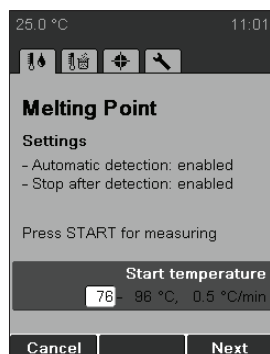 25.0 °C 11:01
Melting Point
Settings
- Automatic detection: enabled
- Stop after detection: enabled
Press START for measuring
Start temperature
76 - 96 °C, 0.5 °C/min
Cancel Next